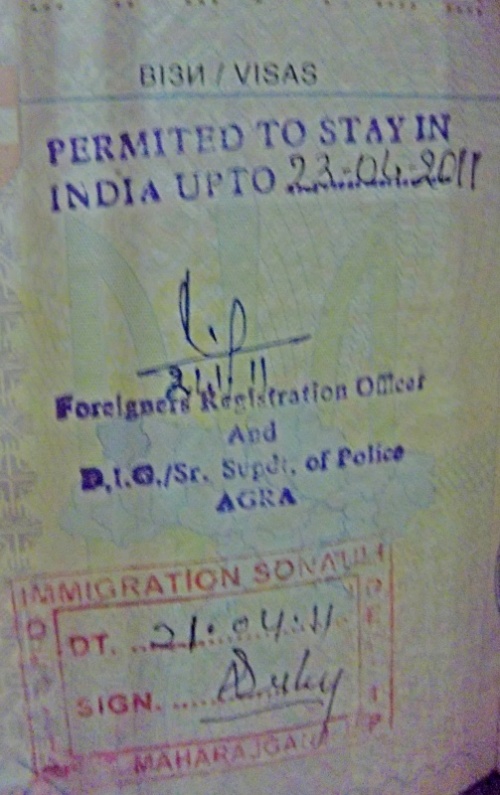 ВІЗИ / VISAS
PERMITED TO STAY IN
INDIA UPTO 23-04-2011
Foreigners Registration Officer
And
D.I.G./Sr. Supdt. of Police
AGRA
IMMIGRATION SONAULI
DT. 21.04.11
SIGN.
MAHARAJGANJ